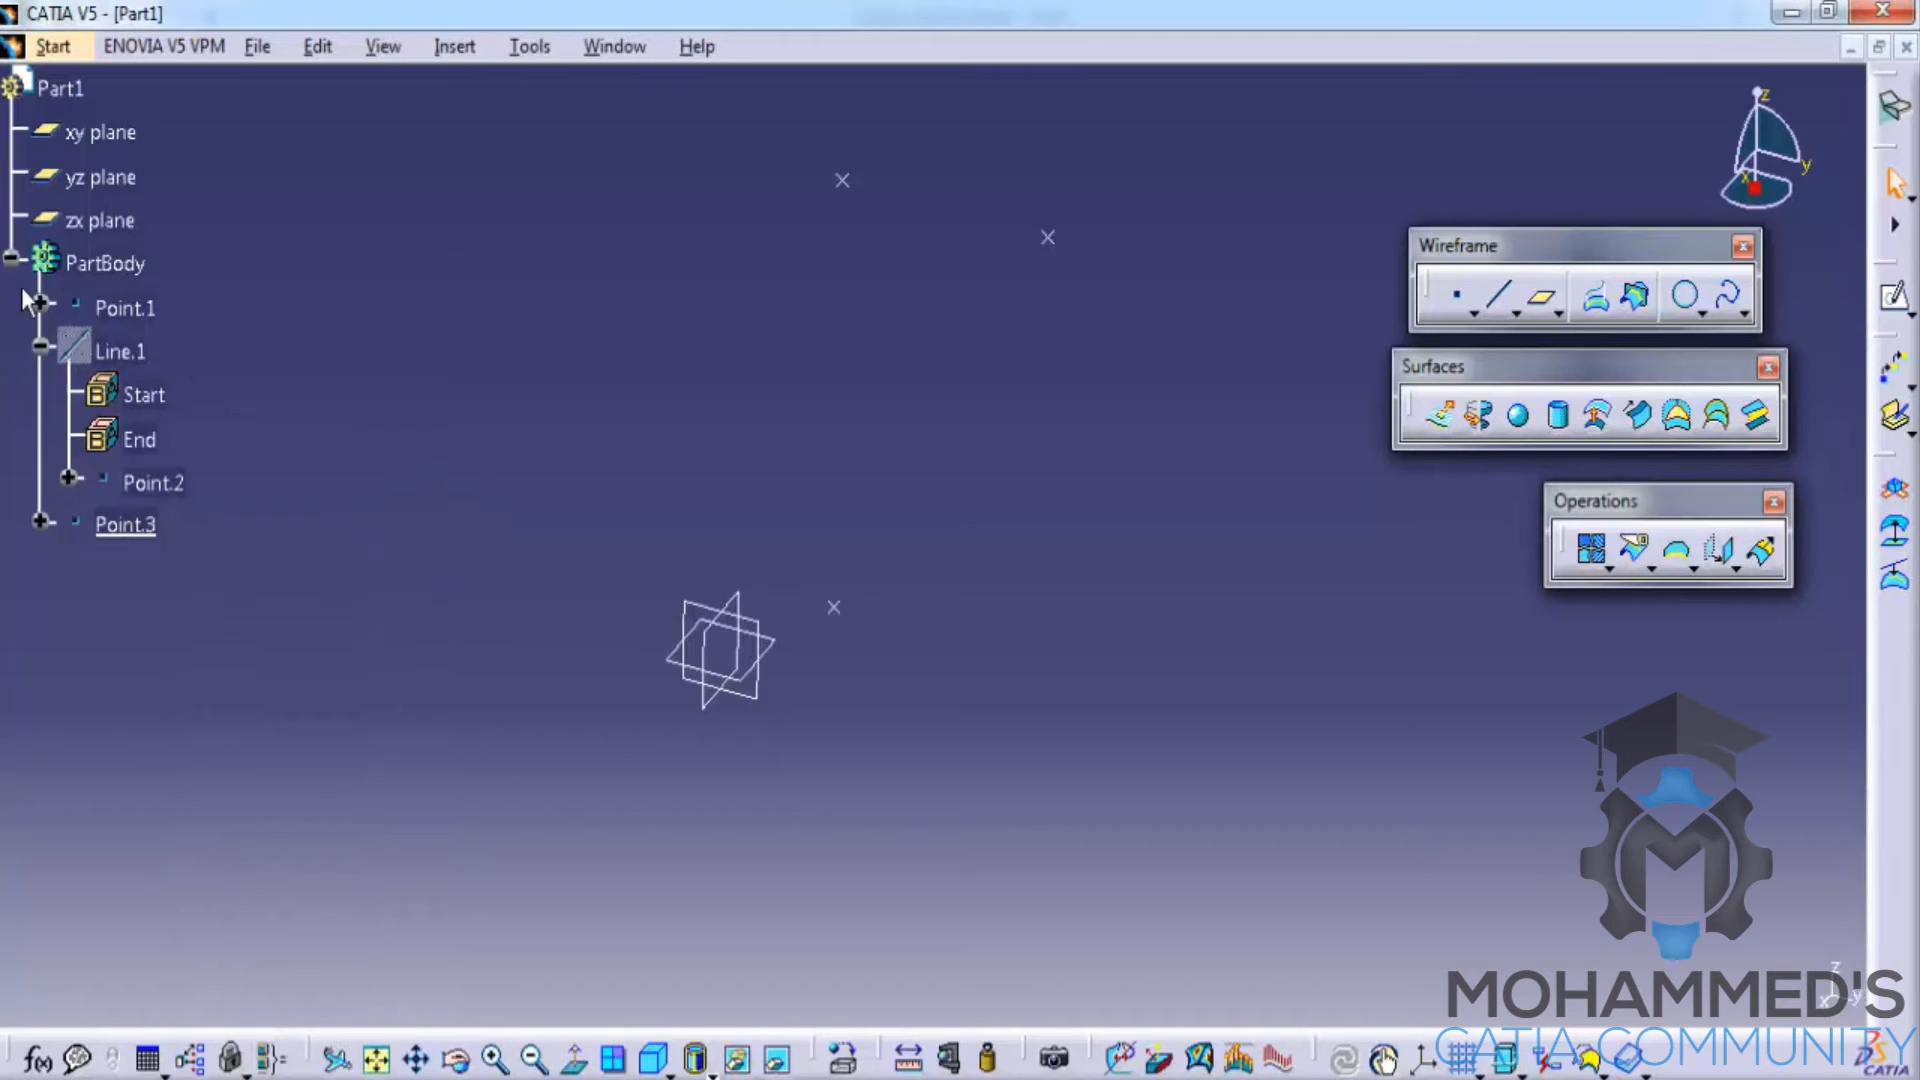 CATIA V5 - [Part1]
Start ENOVIA V5 VPM File Edit View Insert Tools Window Help
Part1
xy plane
yz plane
zx plane
PartBody
Point.1
Line.1
Start
End
Point.2
Point.3
z
y
x
Wireframe
Surfaces
Operations
z
x
y
MOHAMMED'S
CATIA COMMUNITY
f(x)
CATIA